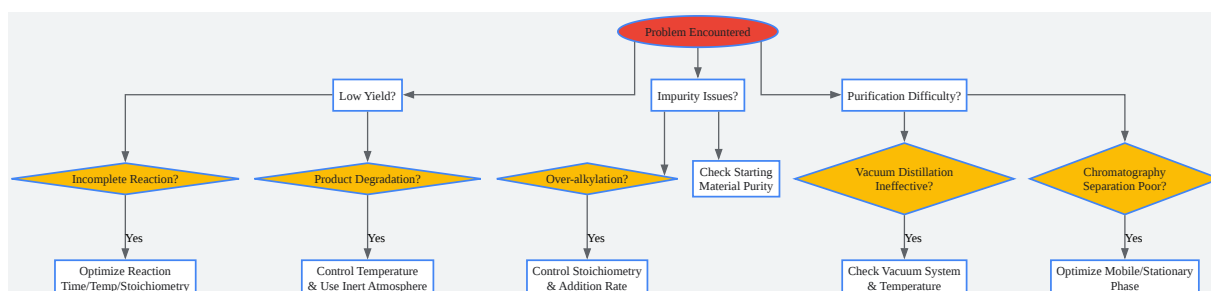 Problem Encountered
Low Yield?
Impurity Issues?
Purification Difficulty?
Incomplete Reaction?
Product Degradation?
Over-alkylation?
Check Starting
Material Purity
Vacuum Distillation
Ineffective?
Chromatography
Separation Poor?
Yes
Yes
Yes
Yes
Yes
Optimize Reaction
Time/Temp/Stoichiometry
Control Temperature
& Use Inert Atmosphere
Control Stoichiometry
& Addition Rate
Check Vacuum System
& Temperature
Optimize Mobile/Stationary
Phase